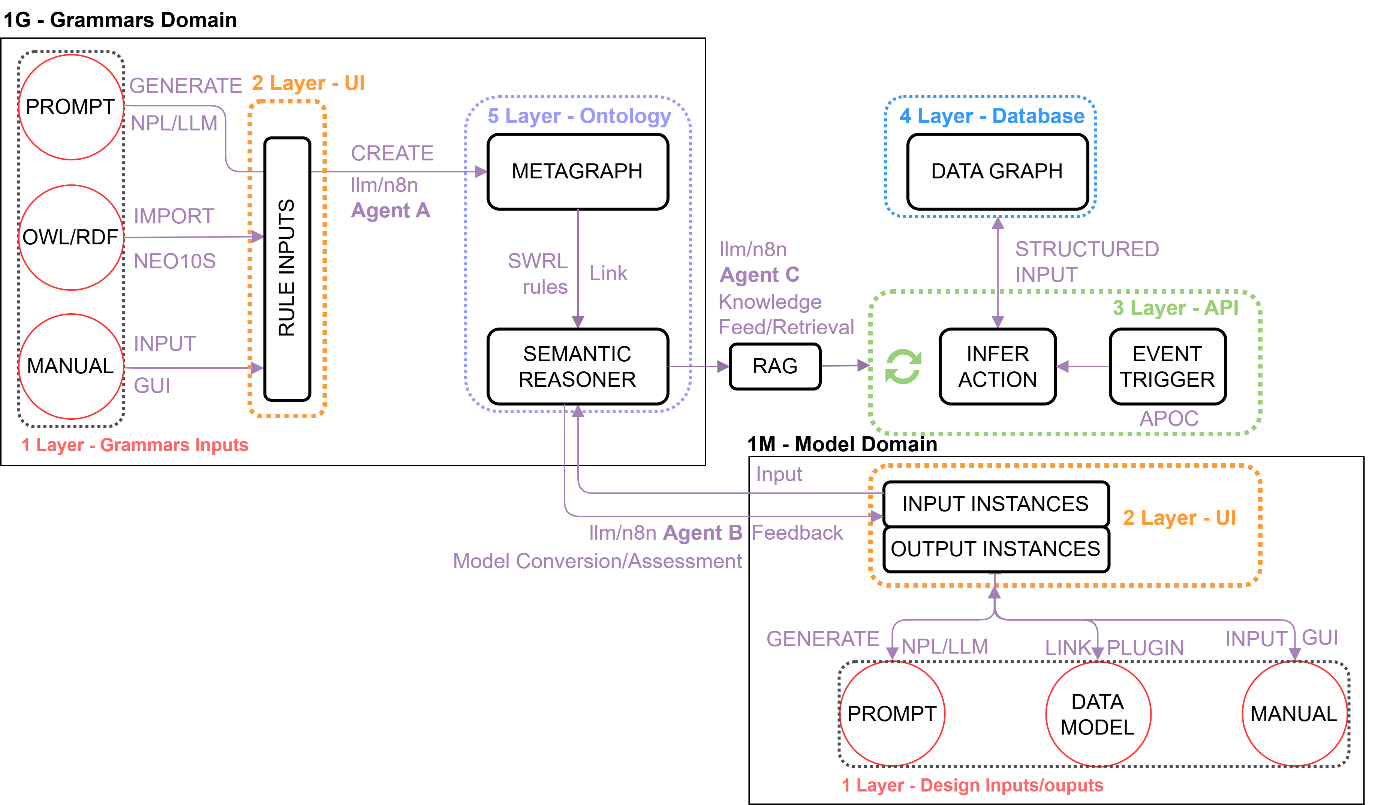 1G - Grammars Domain
PROMPT
GENERATE
NPL/LLM
2 Layer - UI
OWL/RDF
IMPORT
NEO10S
MANUAL
INPUT
GUI
RULE INPUTS
1 Layer - Grammars Inputs
CREATE
llm/n8n
Agent A
5 Layer - Ontology
METAGRAPH
SWRL
rules
Link
SEMANTIC
REASONER
llm/n8n
Agent C
Knowledge
Feed/Retrieval
RAG
4 Layer - Database
DATA GRAPH
STRUCTURED
INPUT
3 Layer - API
INFER
ACTION
EVENT
TRIGGER
APOC
1M - Model Domain
Input
llm/n8n Agent B Feedback
Model Conversion/Assessment
INPUT INSTANCES
OUTPUT INSTANCES
2 Layer - UI
GENERATE
NPL/LLM
LINK
PLUGIN
INPUT
GUI
PROMPT
DATA
MODEL
MANUAL
1 Layer - Design Inputs/ouputs